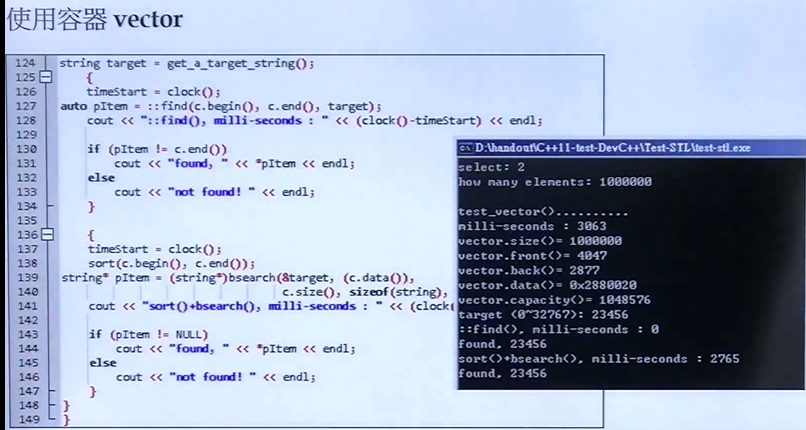 使用容器 vector
124 string target = get_a_target_string();
125 {
126 timeStart = clock();
127 auto pItem = ::find(c.begin(), c.end(), target);
128 cout << "::find(), milli-seconds : " << (clock()-timeStart) << endl;
129
130 if (pItem != c.end())
131 cout << "found, " << *pItem << endl;
132 else
133 cout << "not found! " << endl;
134 }
135
136 {
137 timeStart = clock();
138 sort(c.begin(), c.end());
139 string* pItem = (string*)bsearch(&target, (c.data()),
140 c.size(), sizeof(string),
141 cout << "sort()+bsearch(), milli-seconds : " << (clock(
142
143 if (pItem != NULL)
144 cout << "found, " << *pItem << endl;
145 else
146 cout << "not found! " << endl;
147 }
148 }
149 }
D:\handout\C++11-test-DevC++\Test-STL\test-stl.exe
select: 2
how many elements: 1000000
test_vector()..........
milli-seconds : 3063
vector.size()= 1000000
vector.front()= 4047
vector.back()= 2877
vector.data()= 0x2880020
vector.capacity()= 1048576
target (0~32767): 23456
::find(), milli-seconds : 0
found, 23456
sort()+bsearch(), milli-seconds : 2765
found, 23456